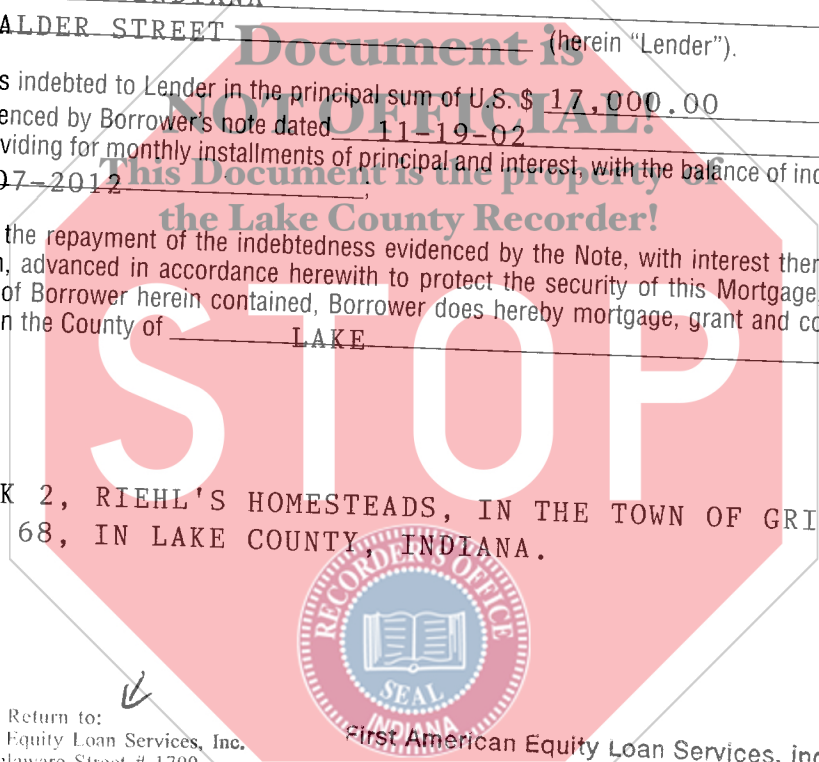 INDIANA
ALDER STREET (herein "Lender").
Document is
s indebted to Lender in the principal sum of U.S. $ 17,000.00
NOT OFFICIAL!
enced by Borrower's note dated 11-19-02
viding for monthly installments of principal and interest, with the balance of ind
This Document is the property of
07-2012 ;
the Lake County Recorder!
the repayment of the indebtedness evidenced by the Note, with interest ther
n, advanced in accordance herewith to protect the security of this Mortgage,
of Borrower herein contained, Borrower does hereby mortgage, grant and co
n the County of LAKE
STOP
K 2, RIEHL'S HOMESTEADS, IN THE TOWN OF GRI
68, IN LAKE COUNTY, INDIANA.
RECORDER'S OFFICE
SEAL
INDIANA
Return to:
Equity Loan Services, Inc. First American Equity Loan Services, inc
laware Street # 1700